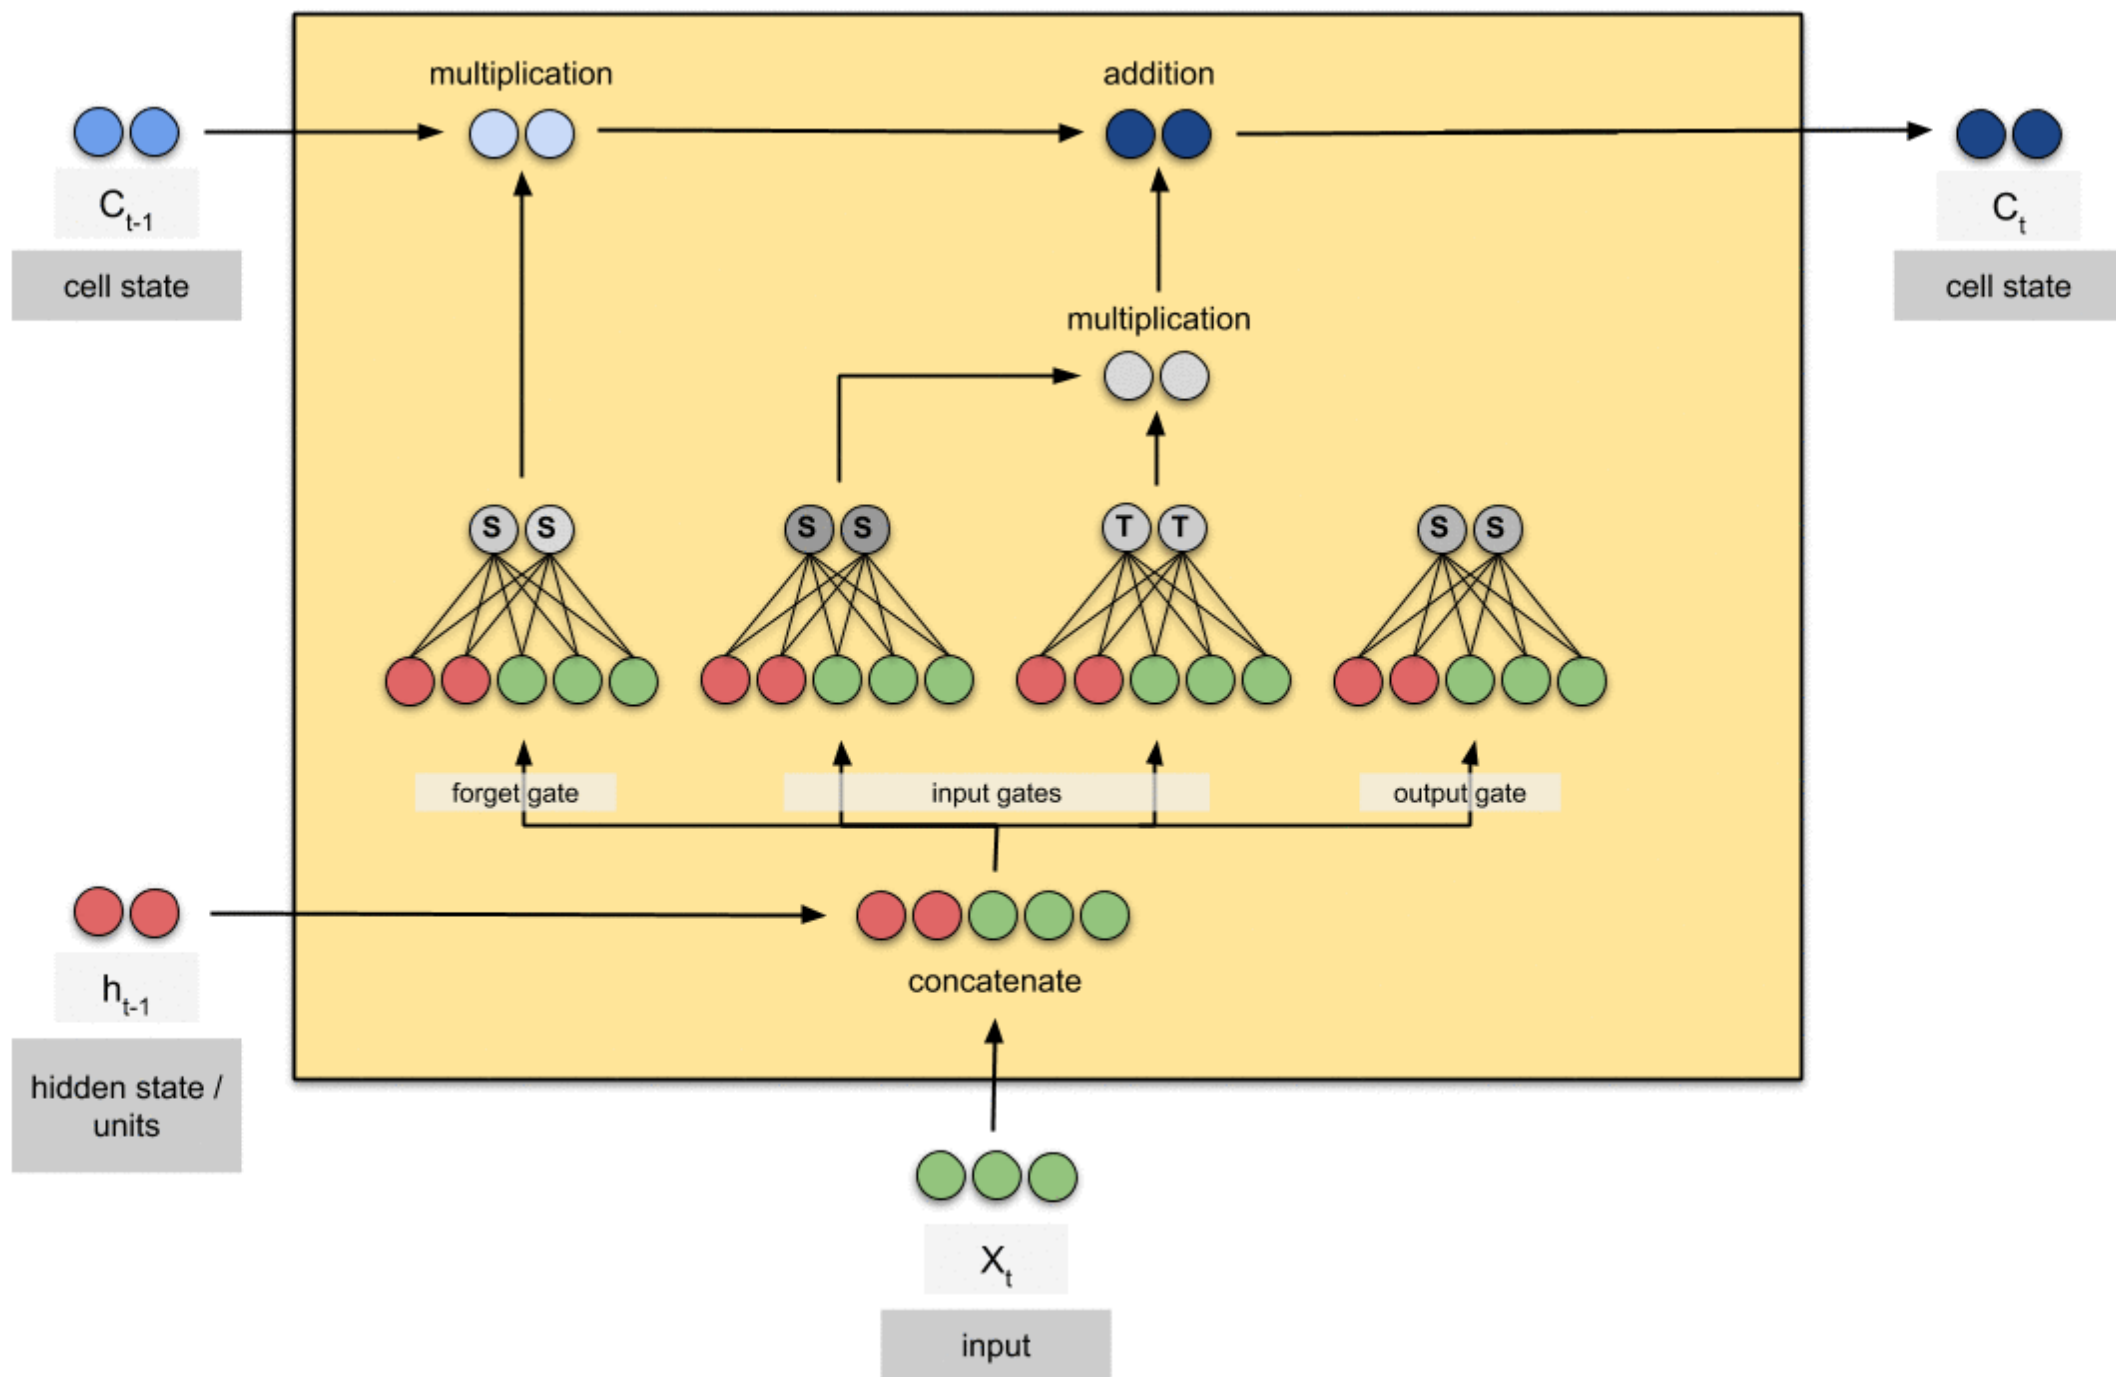 multiplication
addition
C t-1
cell state
C t
cell state
multiplication
S S
S S
T T
S S
forget gate
input gates
output gate
h t-1
hidden state /
units
concatenate
X t
input